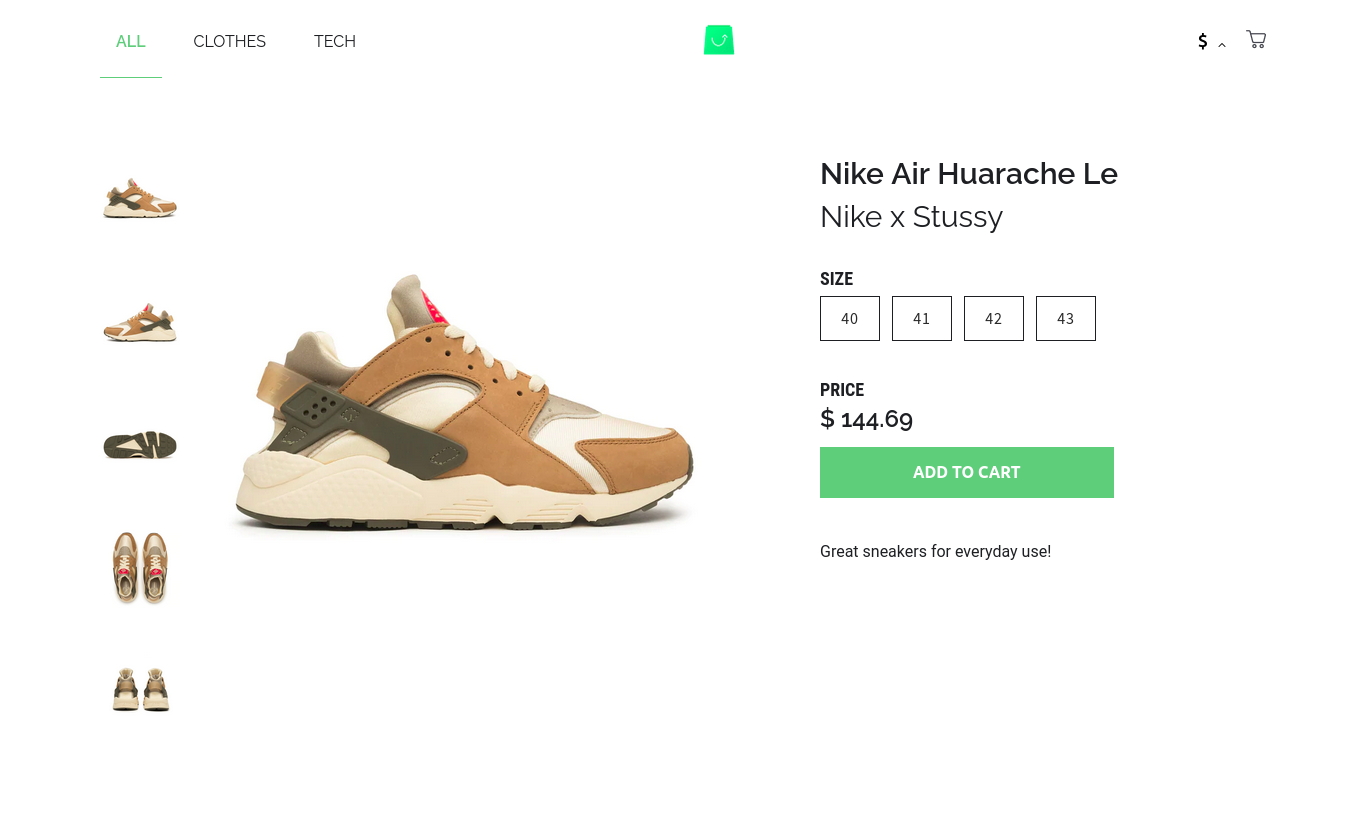 ALL CLOTHES TECH $
Nike Air Huarache Le
Nike x Stussy
SIZE
40 41 42 43
PRICE
$ 144.69
ADD TO CART
Great sneakers for everyday use!